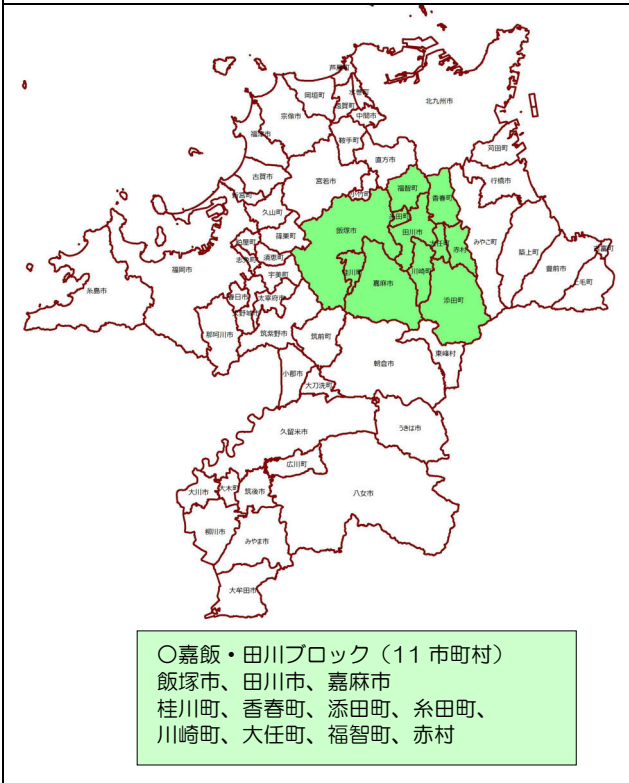 芦屋町
水巻町
岡垣町
遠賀町
北九州市
宗像市
中間市
福津市
鞍手町
苅田町
直方市
古賀市
宮若市
小竹町
福智町
香春町
行橋市
新宮町
久山町
糸田町
飯塚市
田川市
大任町
赤村
みやこ町
篠栗町
粕屋町
築上町
吉富町
豊前市
上毛町
志免町
須恵町
福岡市
宇美町
桂川町
川崎町
糸島市
嘉麻市
添田町
春日市
太宰府市
大野城市
那珂川市
筑紫野市
筑前町
東峰村
朝倉市
小郡市
大刀洗町
久留米市
うきは市
広川町
大川市
大木町
筑後市
八女市
柳川市
みやま市
大牟田市
〇嘉飯・田川ブロック（11 市町村）
飯塚市、田川市、嘉麻市
桂川町、香春町、添田町、糸田町、
川崎町、大任町、福智町、赤村